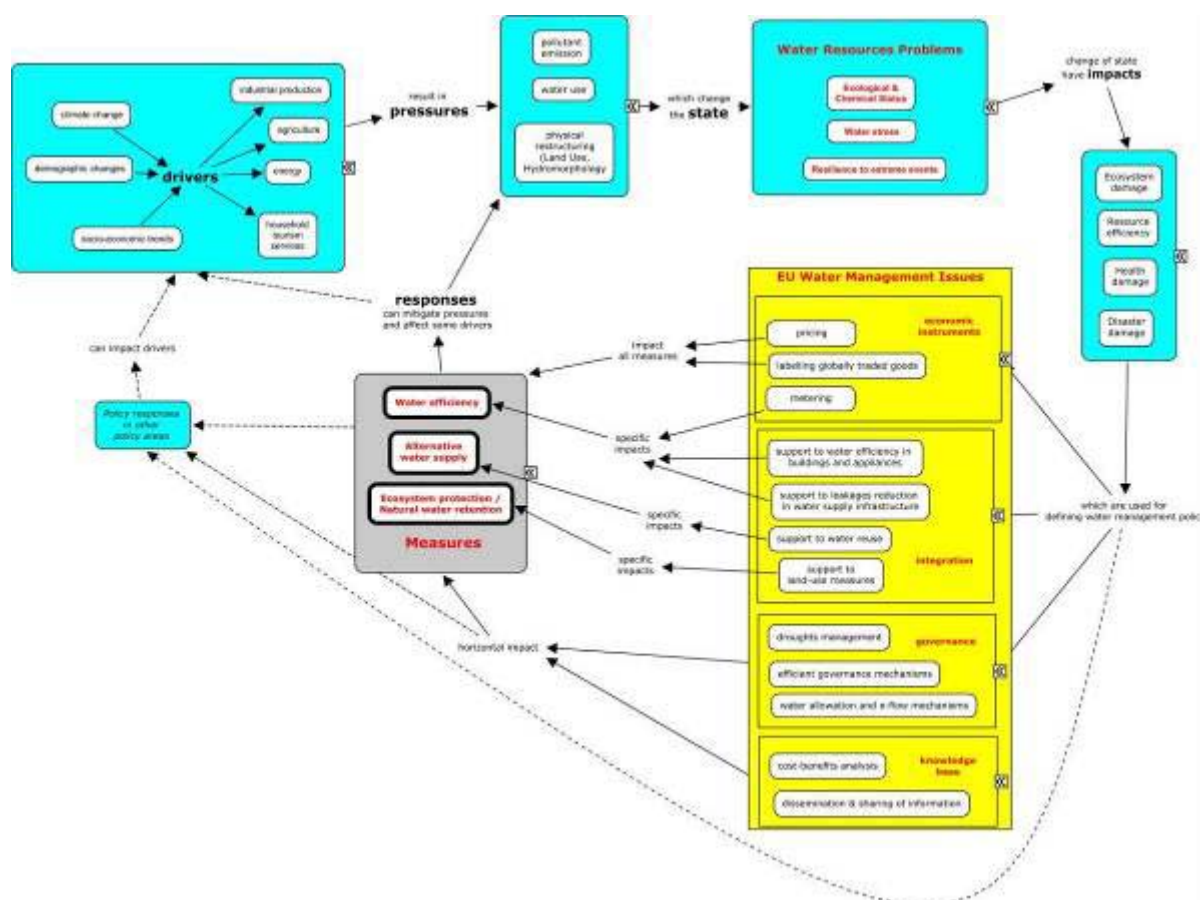 climate change
demographic changes
socio-economic trends
drivers
industrial production
agriculture
energy
household
tourism
services
result in
pressures
pollutant
emission
water use
physical
restructuring
(Land Use,
Hydromorphology
which change
the state
Water Resources Problems
Ecological &
Chemical Status
Water stress
Resilience to extreme events
change of state
have impacts
Ecosystem
damage
Resource
efficiency
Health
damage
Disaster
damage
responses
can mitigate pressures
and affect some drivers
can impact drivers
Policy responses
in other
policy areas
Water efficiency
Alternative
water supply
Ecosystem protection /
Natural water retention
Measures
impact
all measures
specific
impacts
specific
impacts
specific
impacts
horizontal impact
EU Water Management Issues
economic
instruments
pricing
labelling globally traded goods
metering
support to water efficiency in
buildings and appliances
support to leakages reduction
in water supply infrastructure
support to water reuse
support to
land-use measures
integration
droughts management
governance
efficient governance mechanisms
water allowation and e-flow mechanisms
cost-benefits analysis
knowledge
base
dissemination & sharing of information
which are used for
defining water management polic